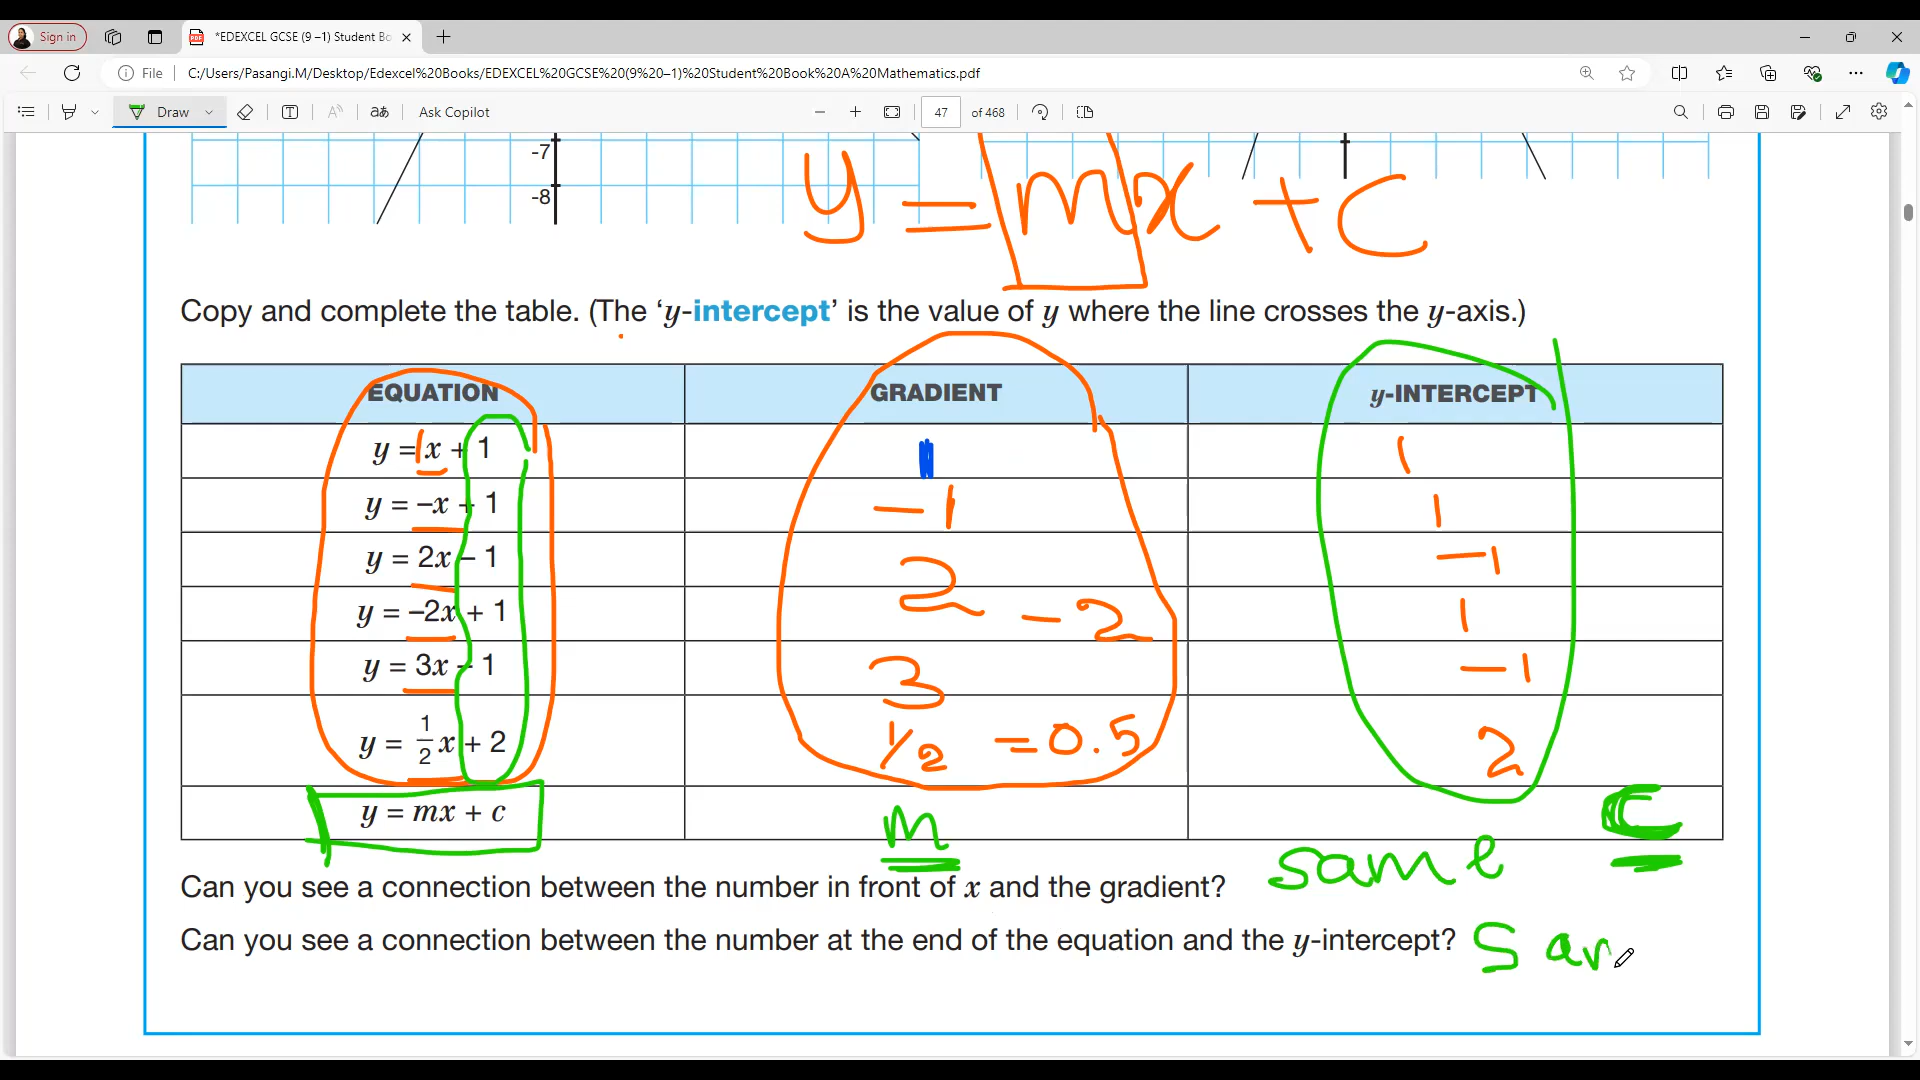 Sign in
*EDEXCEL GCSE (9 –1) Student Bo
File
C:/Users/Pasangi.M/Desktop/Edexcel%20Books/EDEXCEL%20GCSE%20(9%20–1)%20Student%20Book%20A%20Mathematics.pdf
Draw
Ask Copilot
47 of 468
-7
-8
y = mx + c
Copy and complete the table. (The ‘y-intercept’ is the value of y where the line crosses the y-axis.)
EQUATION GRADIENT y-INTERCEPT
y = 1x + 1 1 1
y = –x + 1 –1 1
y = 2x – 1 2 –1
y = –2x + 1 –2 1
y = 3x – 1 3 –1
y = 1/2 x + 2 1/2 = 0.5 2
y = mx + c m C
Can you see a connection between the number in front of x and the gradient? same
Can you see a connection between the number at the end of the equation and the y-intercept? Sam